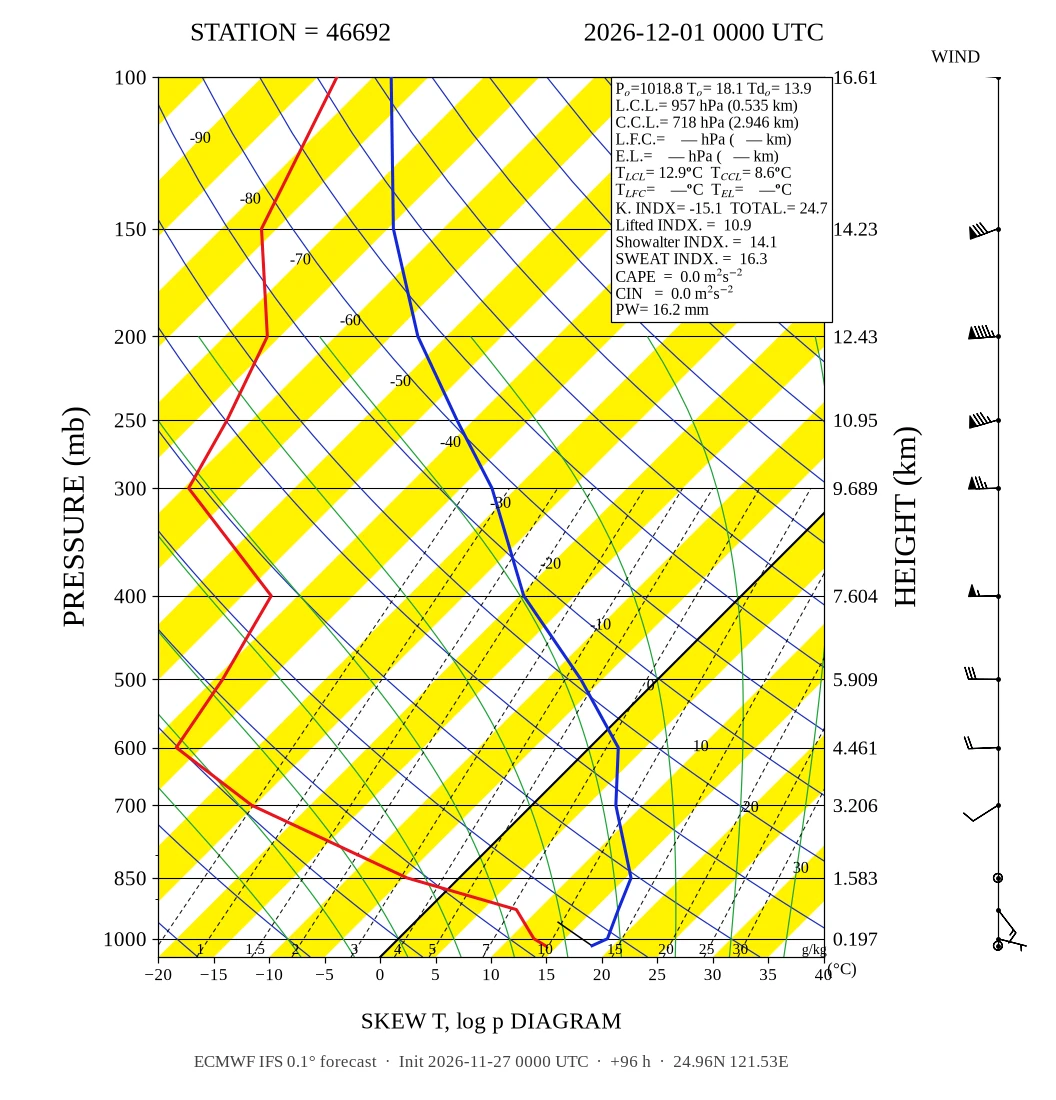 STATION = 46692
2026-12-01 0000 UTC
WIND
Po=1018.8 To= 18.1 Tdo= 13.9
L.C.L.= 957 hPa (0.535 km)
C.C.L.= 718 hPa (2.946 km)
L.F.C.= — hPa ( — km)
E.L.= — hPa ( — km)
TLCL= 12.9°C TCCL= 8.6°C
TLFC= —°C TEL= —°C
K. INDX= -15.1 TOTAL.= 24.7
Lifted INDX. = 10.9
Showalter INDX. = 14.1
SWEAT INDX. = 16.3
CAPE = 0.0 m²s⁻²
CIN = 0.0 m²s⁻²
PW= 16.2 mm
PRESSURE (mb)
100
150
200
250
300
400
500
600
700
850
1000
-90
-80
-70
-60
-50
-40
-30
-20
-10
0
10
20
30
16.61
14.23
12.43
10.95
9.689
7.604
5.909
4.461
3.206
1.583
0.197
HEIGHT (km)
1 1.5 2 3 4 5 7 10 15 20 25 30 g/kg
−20 −15 −10 −5 0 5 10 15 20 25 30 35 40 (°C)
SKEW T, log p DIAGRAM
ECMWF IFS 0.1° forecast · Init 2026-11-27 0000 UTC · +96 h · 24.96N 121.53E